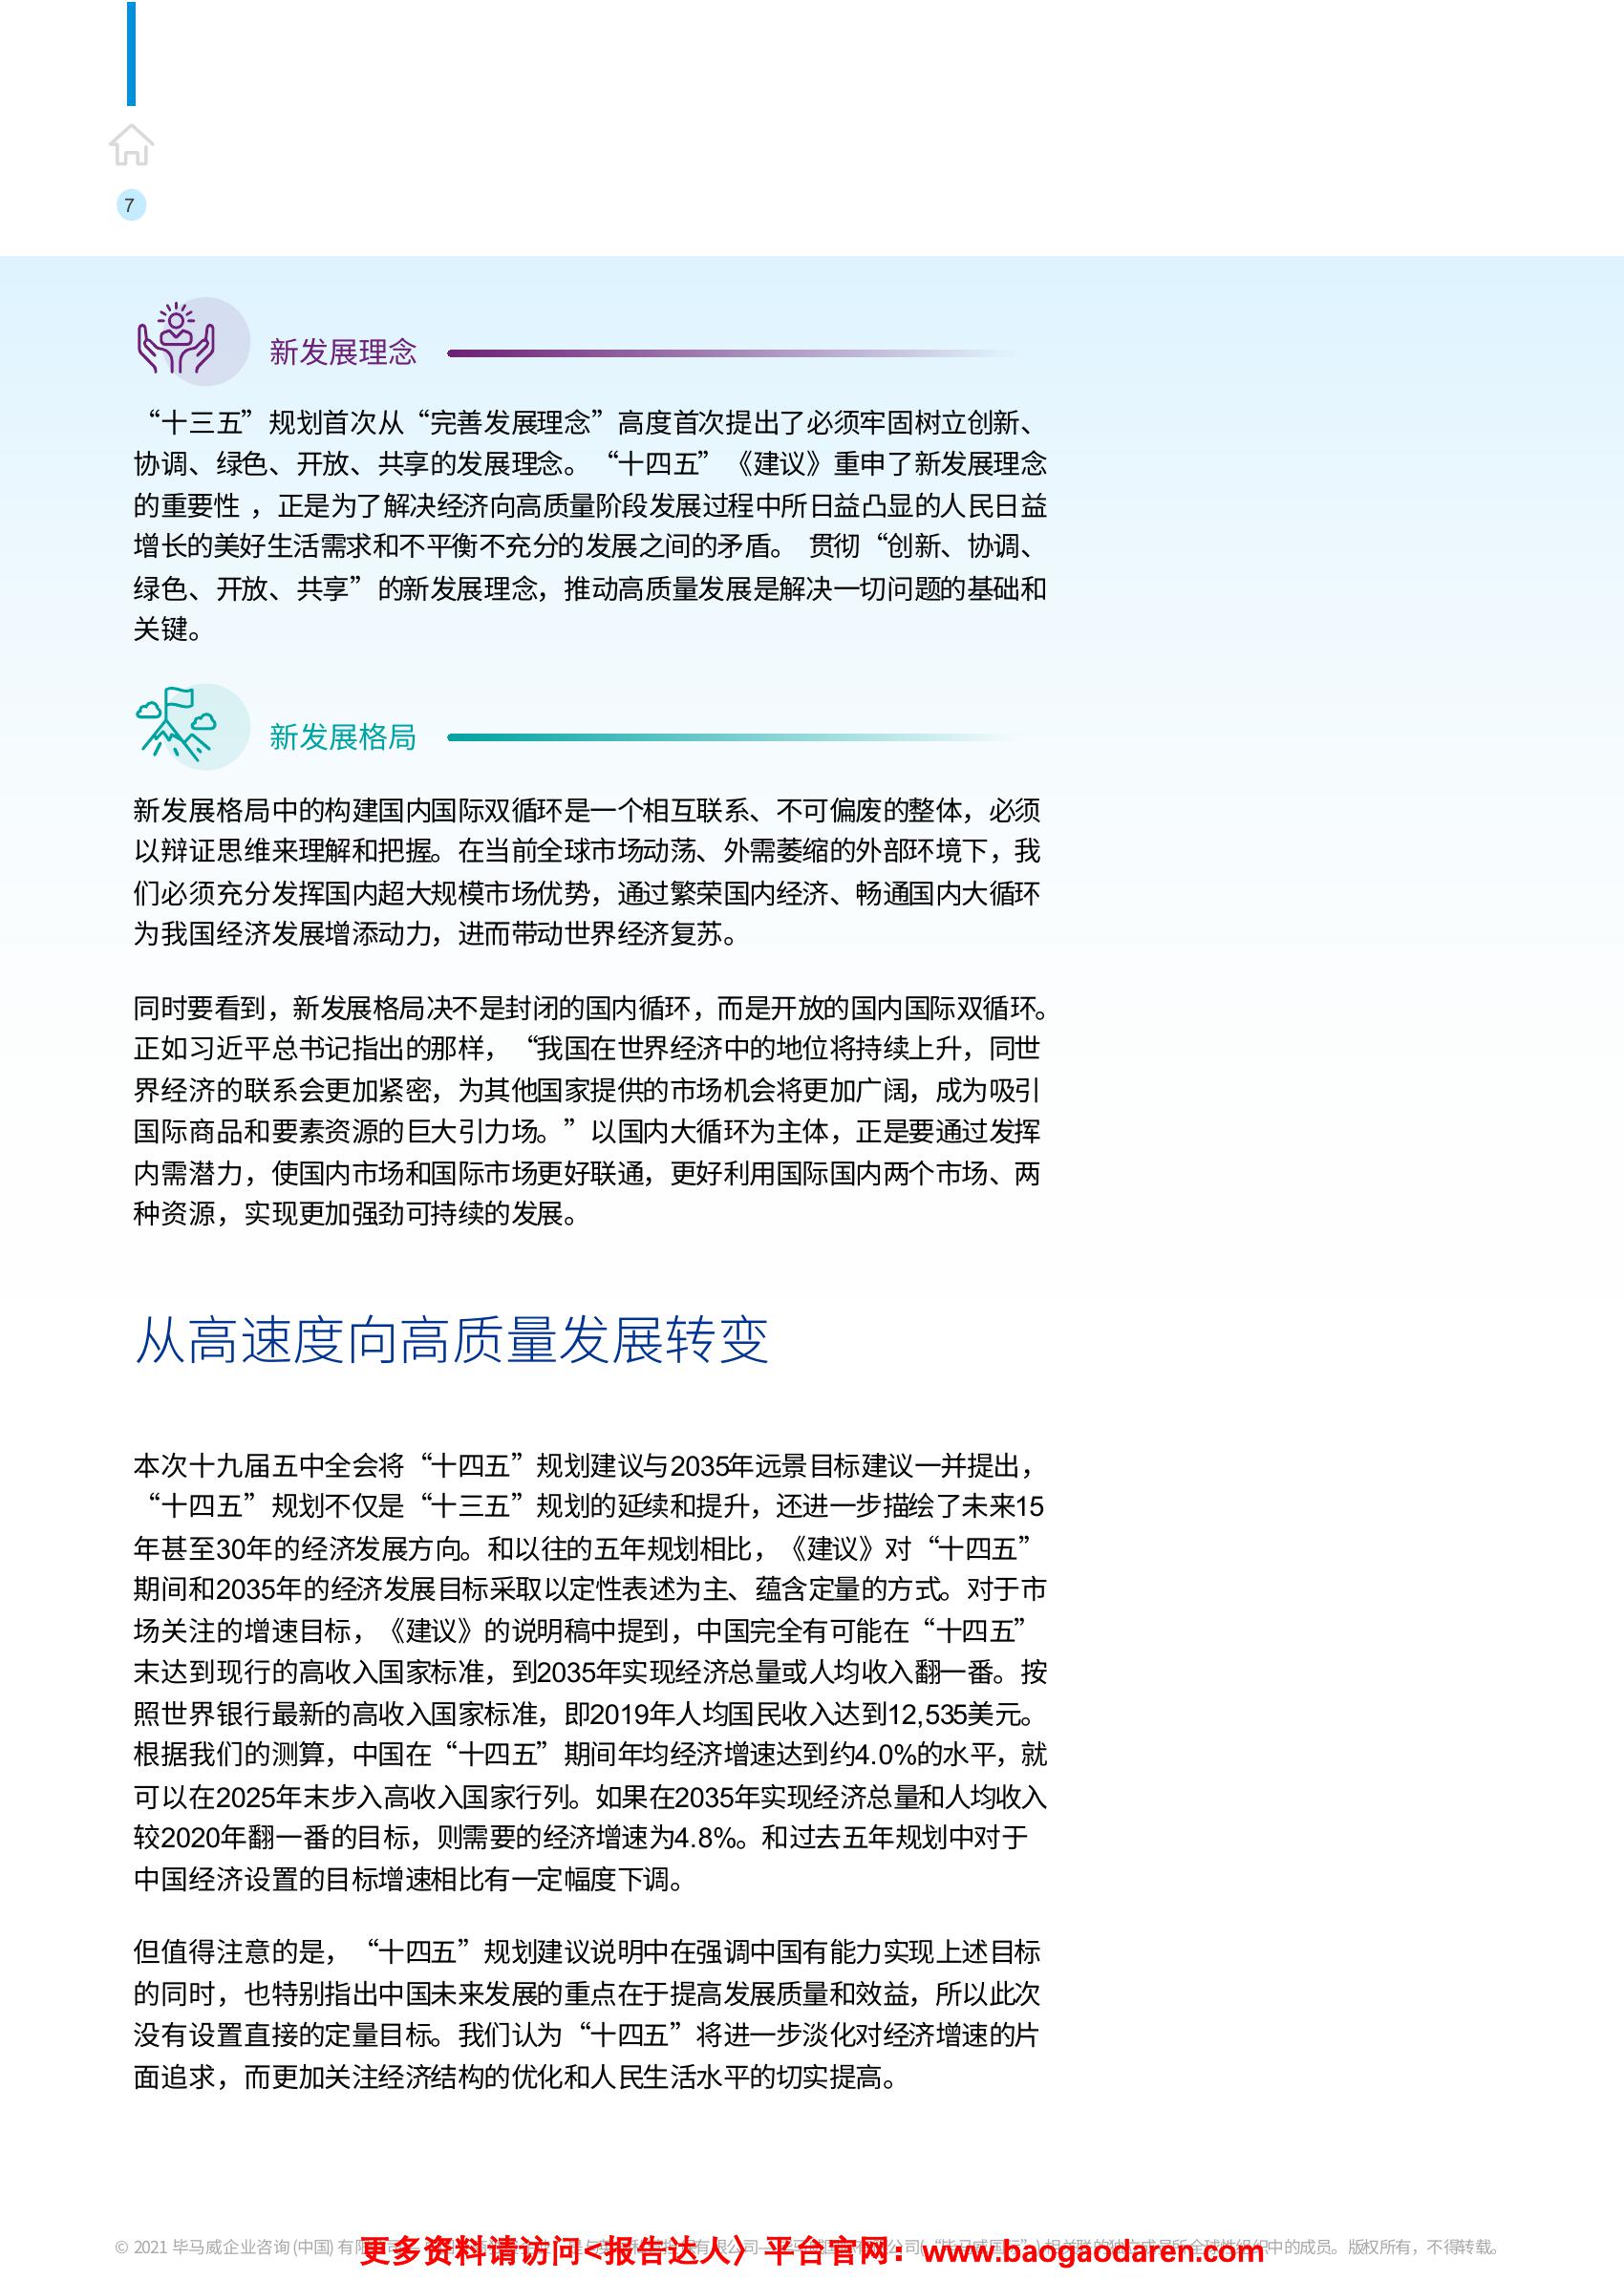 7
新发展理念
“十三五”规划首次从“完善发展理念”高度首次提出了必须牢固树立创新、
协调、绿色、开放、共享的发展理念。“十四五”《建议》重申了新发展理念
的重要性 ，正是为了解决经济向高质量阶段发展过程中所日益凸显的人民日益
增长的美好生活需求和不平衡不充分的发展之间的矛盾。 贯彻“创新、协调、
绿色、开放、共享”的新发展理念，推动高质量发展是解决一切问题的基础和
关键。
新发展格局
新发展格局中的构建国内国际双循环是一个相互联系、不可偏废的整体，必须
以辩证思维来理解和把握。在当前全球市场动荡、外需萎缩的外部环境下，我
们必须充分发挥国内超大规模市场优势，通过繁荣国内经济、畅通国内大循环
为我国经济发展增添动力，进而带动世界经济复苏。
同时要看到，新发展格局决不是封闭的国内循环，而是开放的国内国际双循环。
正如习近平总书记指出的那样，“我国在世界经济中的地位将持续上升，同世
界经济的联系会更加紧密，为其他国家提供的市场机会将更加广阔，成为吸引
国际商品和要素资源的巨大引力场。”以国内大循环为主体，正是要通过发挥
内需潜力，使国内市场和国际市场更好联通，更好利用国际国内两个市场、两
种资源，实现更加强劲可持续的发展。
从高速度向高质量发展转变
本次十九届五中全会将“十四五”规划建议与2035年远景目标建议一并提出，
“十四五”规划不仅是“十三五”规划的延续和提升，还进一步描绘了未来15
年甚至30年的经济发展方向。和以往的五年规划相比，《建议》对“十四五”
期间和2035年的经济发展目标采取以定性表述为主、蕴含定量的方式。对于市
场关注的增速目标，《建议》的说明稿中提到，中国完全有可能在“十四五”
末达到现行的高收入国家标准，到2035年实现经济总量或人均收入翻一番。按
照世界银行最新的高收入国家标准，即2019年人均国民收入达到12,535美元。
根据我们的测算，中国在“十四五”期间年均经济增速达到约4.0%的水平，就
可以在2025年末步入高收入国家行列。如果在2035年实现经济总量和人均收入
较2020年翻一番的目标，则需要的经济增速为4.8%。和过去五年规划中对于
中国经济设置的目标增速相比有一定幅度下调。
但值得注意的是，“十四五”规划建议说明中在强调中国有能力实现上述目标
的同时，也特别指出中国未来发展的重点在于提高发展质量和效益，所以此次
没有设置直接的定量目标。我们认为“十四五”将进一步淡化对经济增速的片
面追求，而更加关注经济结构的优化和人民生活水平的切实提高。
© 2021 毕马威企业咨询 (中国) 有限 中的成员。版权所有，不得转载。
更多资料请访问<报告达人〉平台官网：www.baogaodaren.com